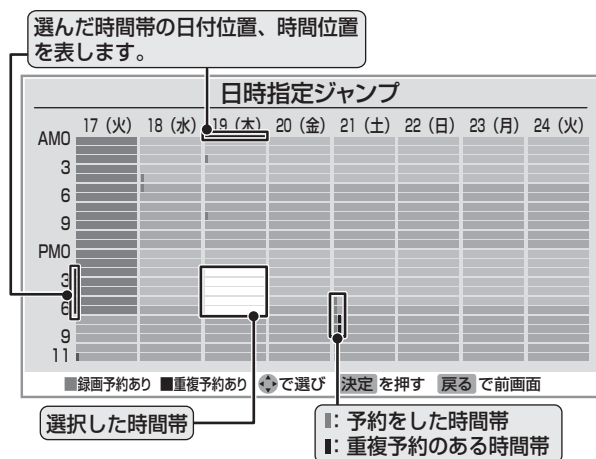 選んだ時間帯の日付位置、時間位置
を表します。
日時指定ジャンプ
17（火） 18（水） 19（木） 20（金） 21（土） 22（日） 23（月） 24（火）
AM0
3
6
9
PM0
3
6
9
11
■録画予約あり ■重複予約あり で選び 決定 を押す 戻る で前画面
選択した時間帯
▮: 予約をした時間帯
▮: 重複予約のある時間帯